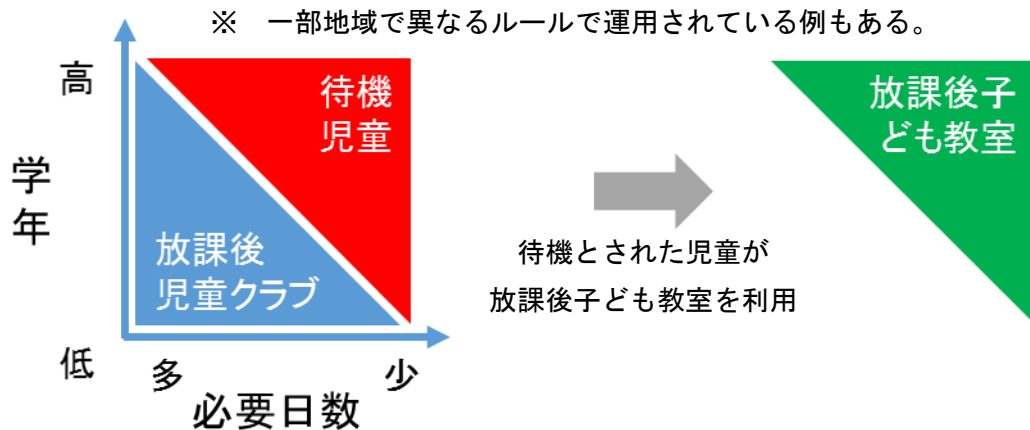 ※　一部地域で異なるルールで運用されている例もある。
高
学
年
低
待機
児童
放課後
児童クラブ
多
少
必要日数
待機とされた児童が
放課後子ども教室を利用
放課後子
ども教室